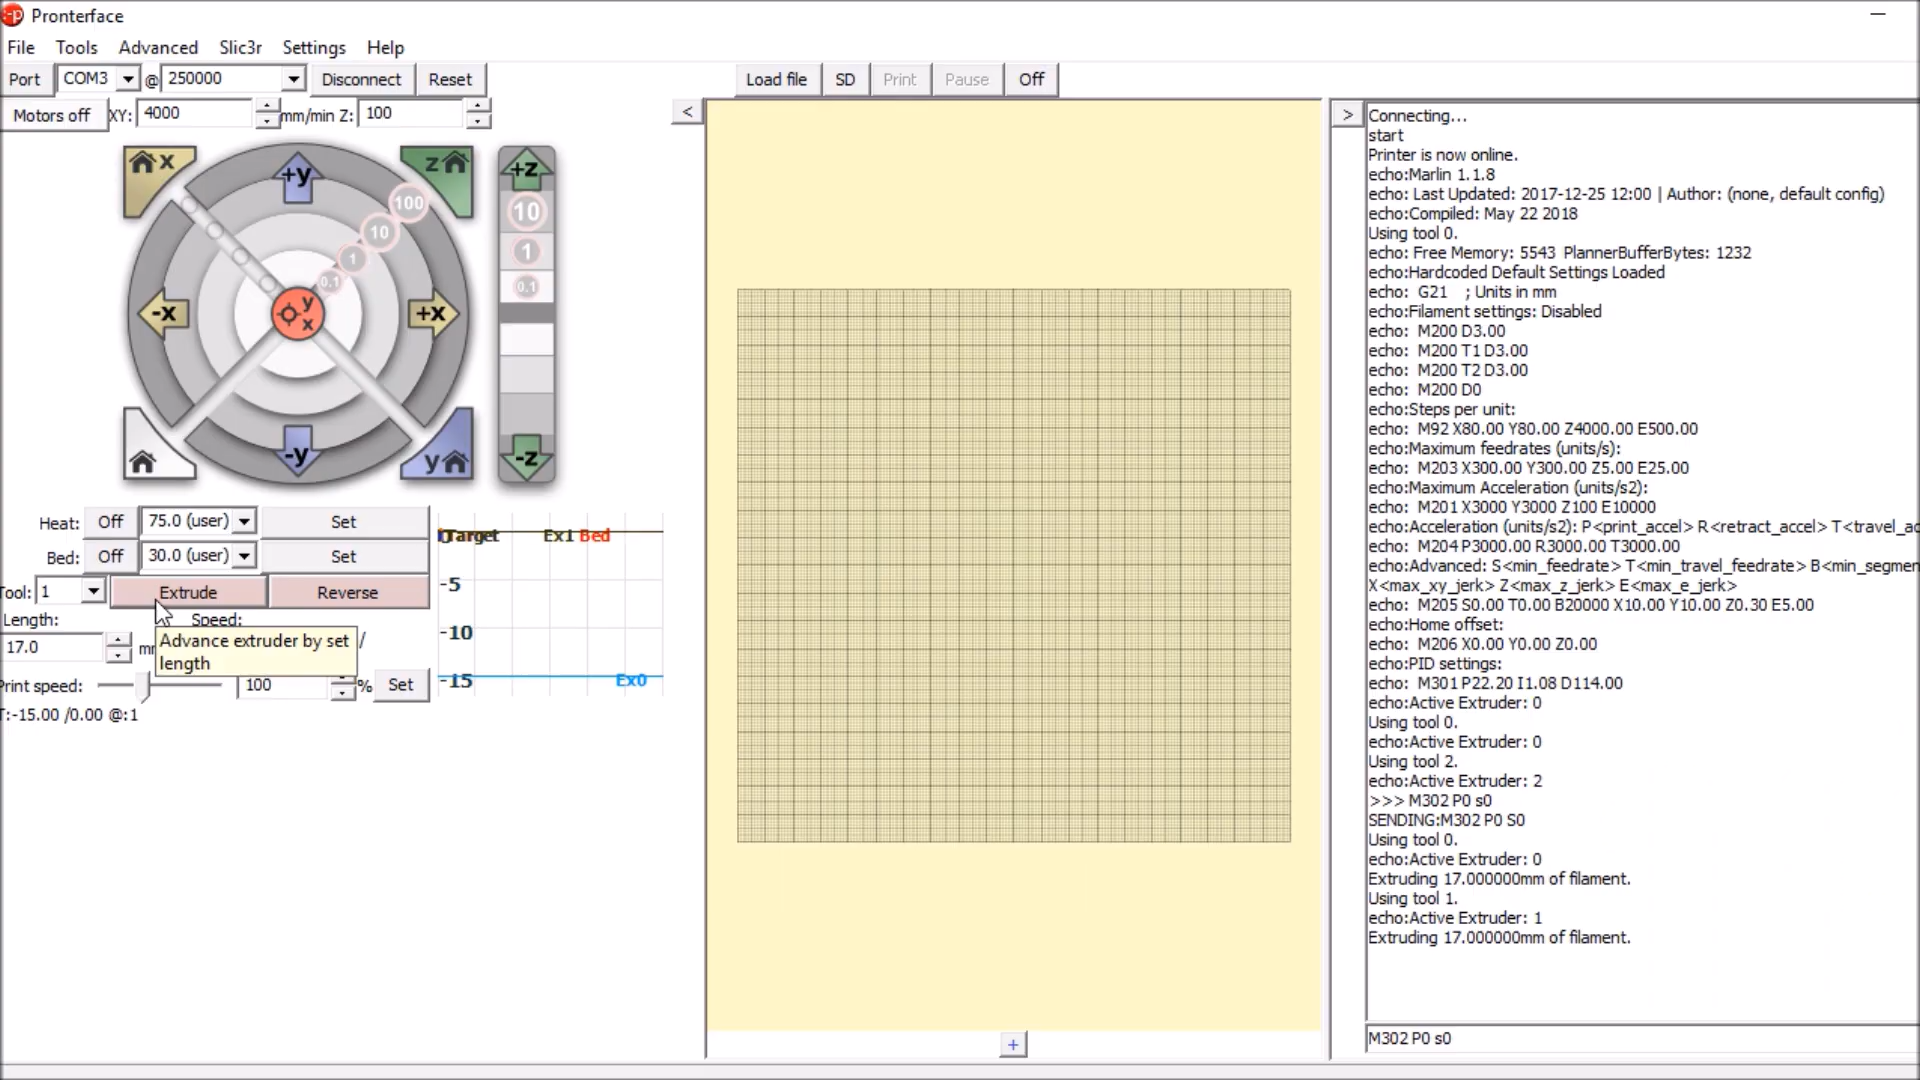 Pronterface
File Tools Advanced Slic3r Settings Help
Port COM3 @ 250000 Disconnect Reset Load file SD Print Pause Off
Motors off XY: 4000 mm/min Z: 100 < >
x z
+y +z
100 10
10 1
1 0.1
0.1
-x y x +x
-y -z
y
Heat: Off 75.0 (user) Set
Bed: Off 30.0 (user) Set
Tool: 1 Extrude Reverse
Length: Speed:
17.0 /
Advance extruder by set
length
Print speed: 100 % Set
T:-15.00 /0.00 @:1
Target Ex1 Bed
-5
-10
-15 Ex0
+
Connecting...
start
Printer is now online.
echo:Marlin 1.1.8
echo: Last Updated: 2017-12-25 12:00 | Author: (none, default config)
echo:Compiled: May 22 2018
Using tool 0.
echo: Free Memory: 5543 PlannerBufferBytes: 1232
echo:Hardcoded Default Settings Loaded
echo: G21 ; Units in mm
echo:Filament settings: Disabled
echo: M200 D3.00
echo: M200 T1 D3.00
echo: M200 T2 D3.00
echo: M200 D0
echo:Steps per unit:
echo: M92 X80.00 Y80.00 Z4000.00 E500.00
echo:Maximum feedrates (units/s):
echo: M203 X300.00 Y300.00 Z5.00 E25.00
echo:Maximum Acceleration (units/s2):
echo: M201 X3000 Y3000 Z100 E10000
echo:Acceleration (units/s2): P<print_accel> R<retract_accel> T<travel_ac
echo: M204 P3000.00 R3000.00 T3000.00
echo:Advanced: S<min_feedrate> T<min_travel_feedrate> B<min_segmen
X<max_xy_jerk> Z<max_z_jerk> E<max_e_jerk>
echo: M205 S0.00 T0.00 B20000 X10.00 Y10.00 Z0.30 E5.00
echo:Home offset:
echo: M206 X0.00 Y0.00 Z0.00
echo:PID settings:
echo: M301 P22.20 I1.08 D114.00
echo:Active Extruder: 0
Using tool 0.
echo:Active Extruder: 0
Using tool 2.
echo:Active Extruder: 2
>>> M302 P0 s0
SENDING:M302 P0 S0
Using tool 0.
echo:Active Extruder: 0
Extruding 17.000000mm of filament.
Using tool 1.
echo:Active Extruder: 1
Extruding 17.000000mm of filament.
M302 P0 s0